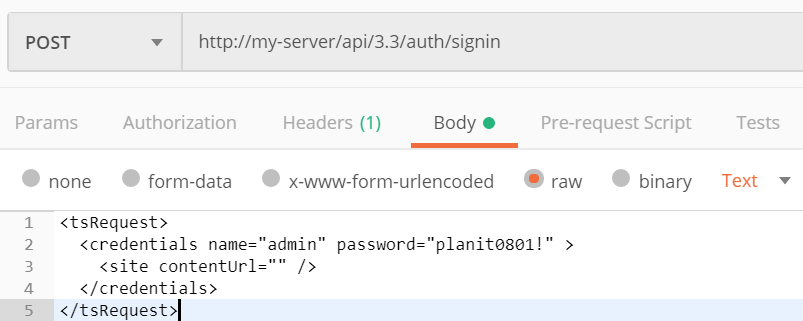 POST http://my-server/api/3.3/auth/signin
Params Authorization Headers (1) Body Pre-request Script Tests
none form-data x-www-form-urlencoded raw binary Text
1 <tsRequest>
2   <credentials name="admin" password="planit0801!" >
3     <site contentUrl="" />
4   </credentials>
5 </tsRequest>